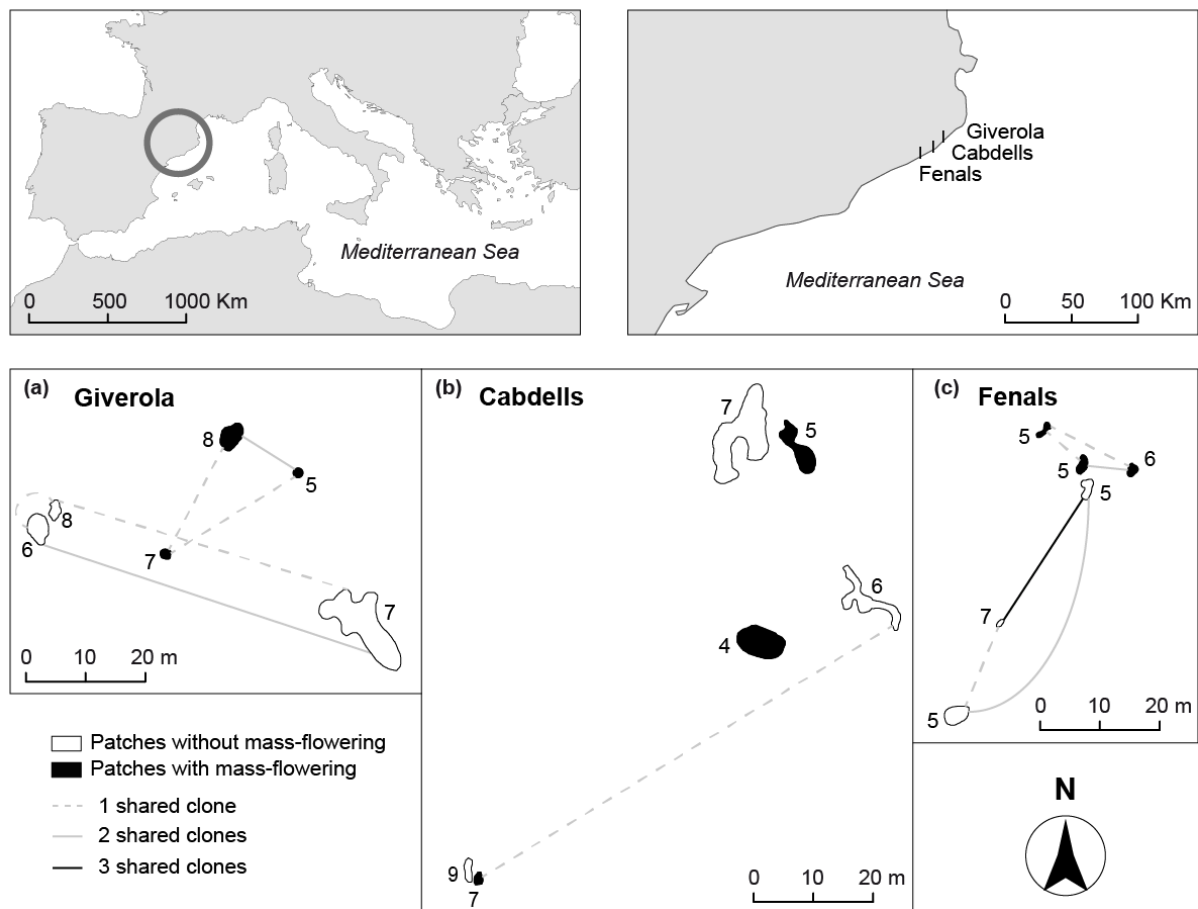 Mediterranean Sea
0 500 1000 Km
Giverola
Cabdells
Fenals
Mediterranean Sea
0 50 100 Km
(a) Giverola
8
5
8
6
7
7
0 10 20 m
(b) Cabdells
7
5
6
4
9
7
0 10 20 m
(c) Fenals
5
5
6
5
7
5
0 10 20 m
Patches without mass-flowering
Patches with mass-flowering
1 shared clone
2 shared clones
3 shared clones
N